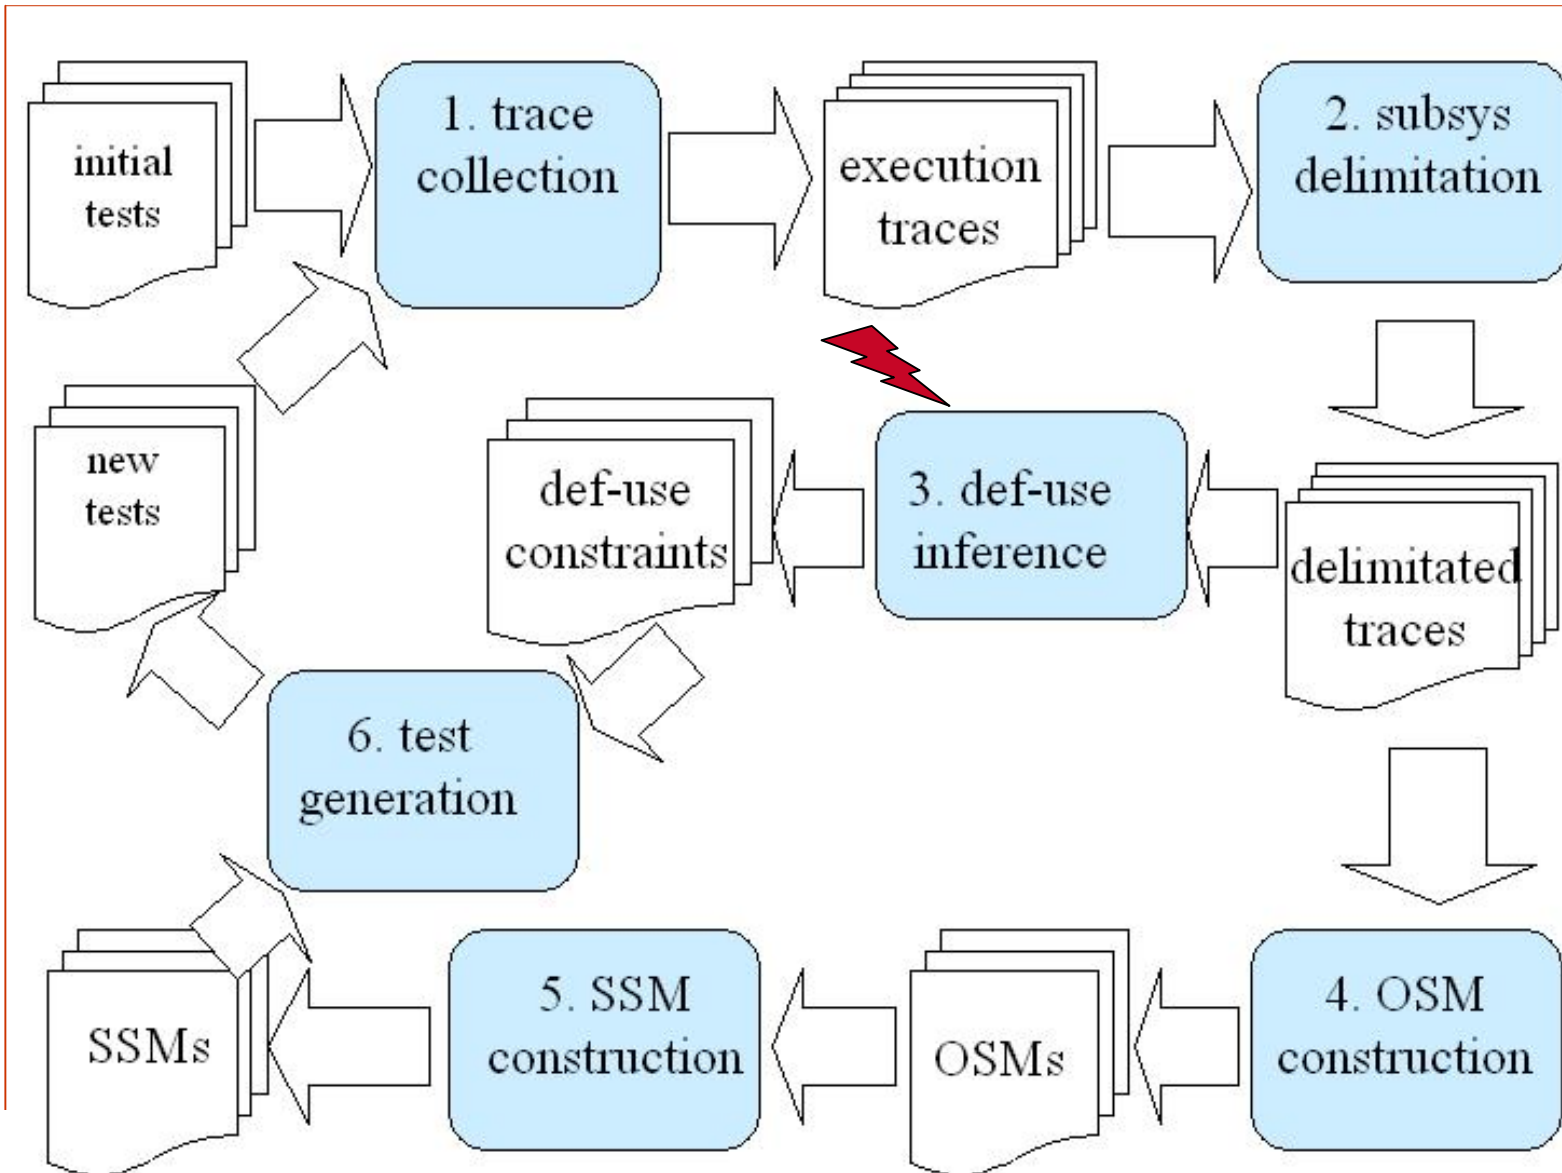 initial
tests
1. trace
collection
execution
traces
2. subsys
delimitation
new
tests
def-use
constraints
3. def-use
inference
delimitated
traces
6. test
generation
SSMs
5. SSM
construction
OSMs
4. OSM
construction